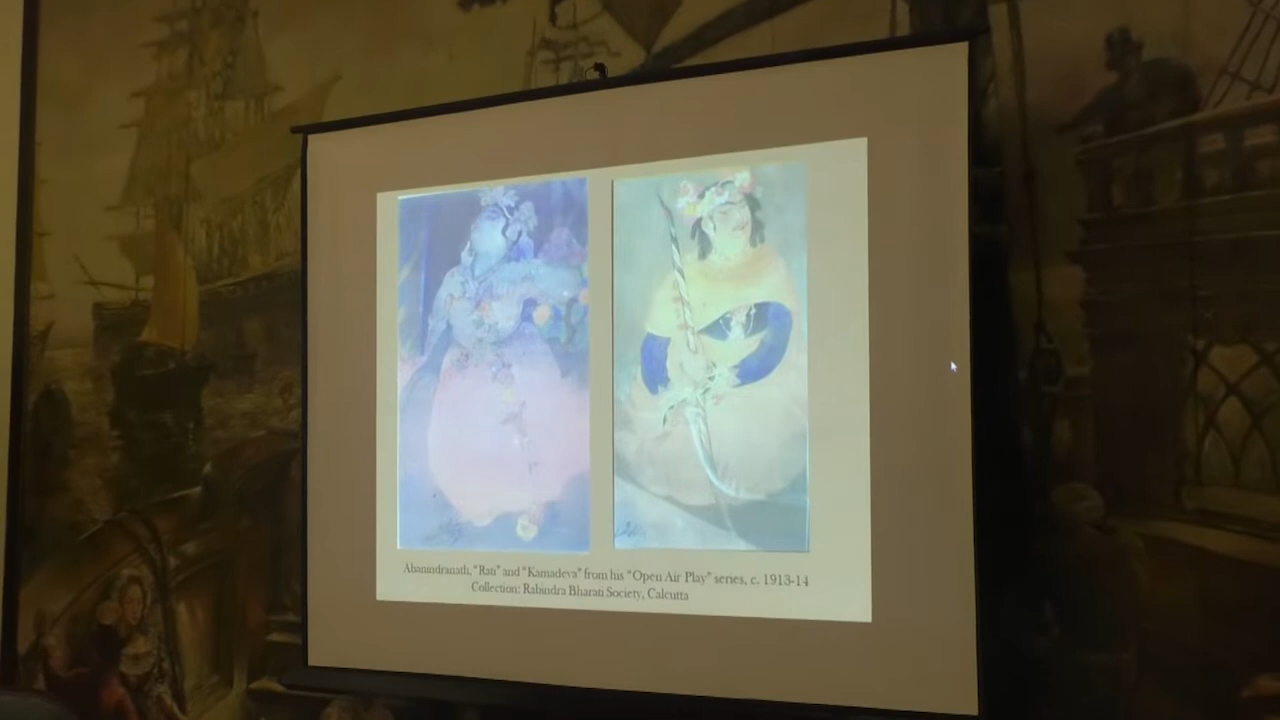 Abanindranath, "Rati" and "Kamadeva" from his "Open Air Play" series, c. 1913-14
Collection: Rabindra Bharati Society, Calcutta